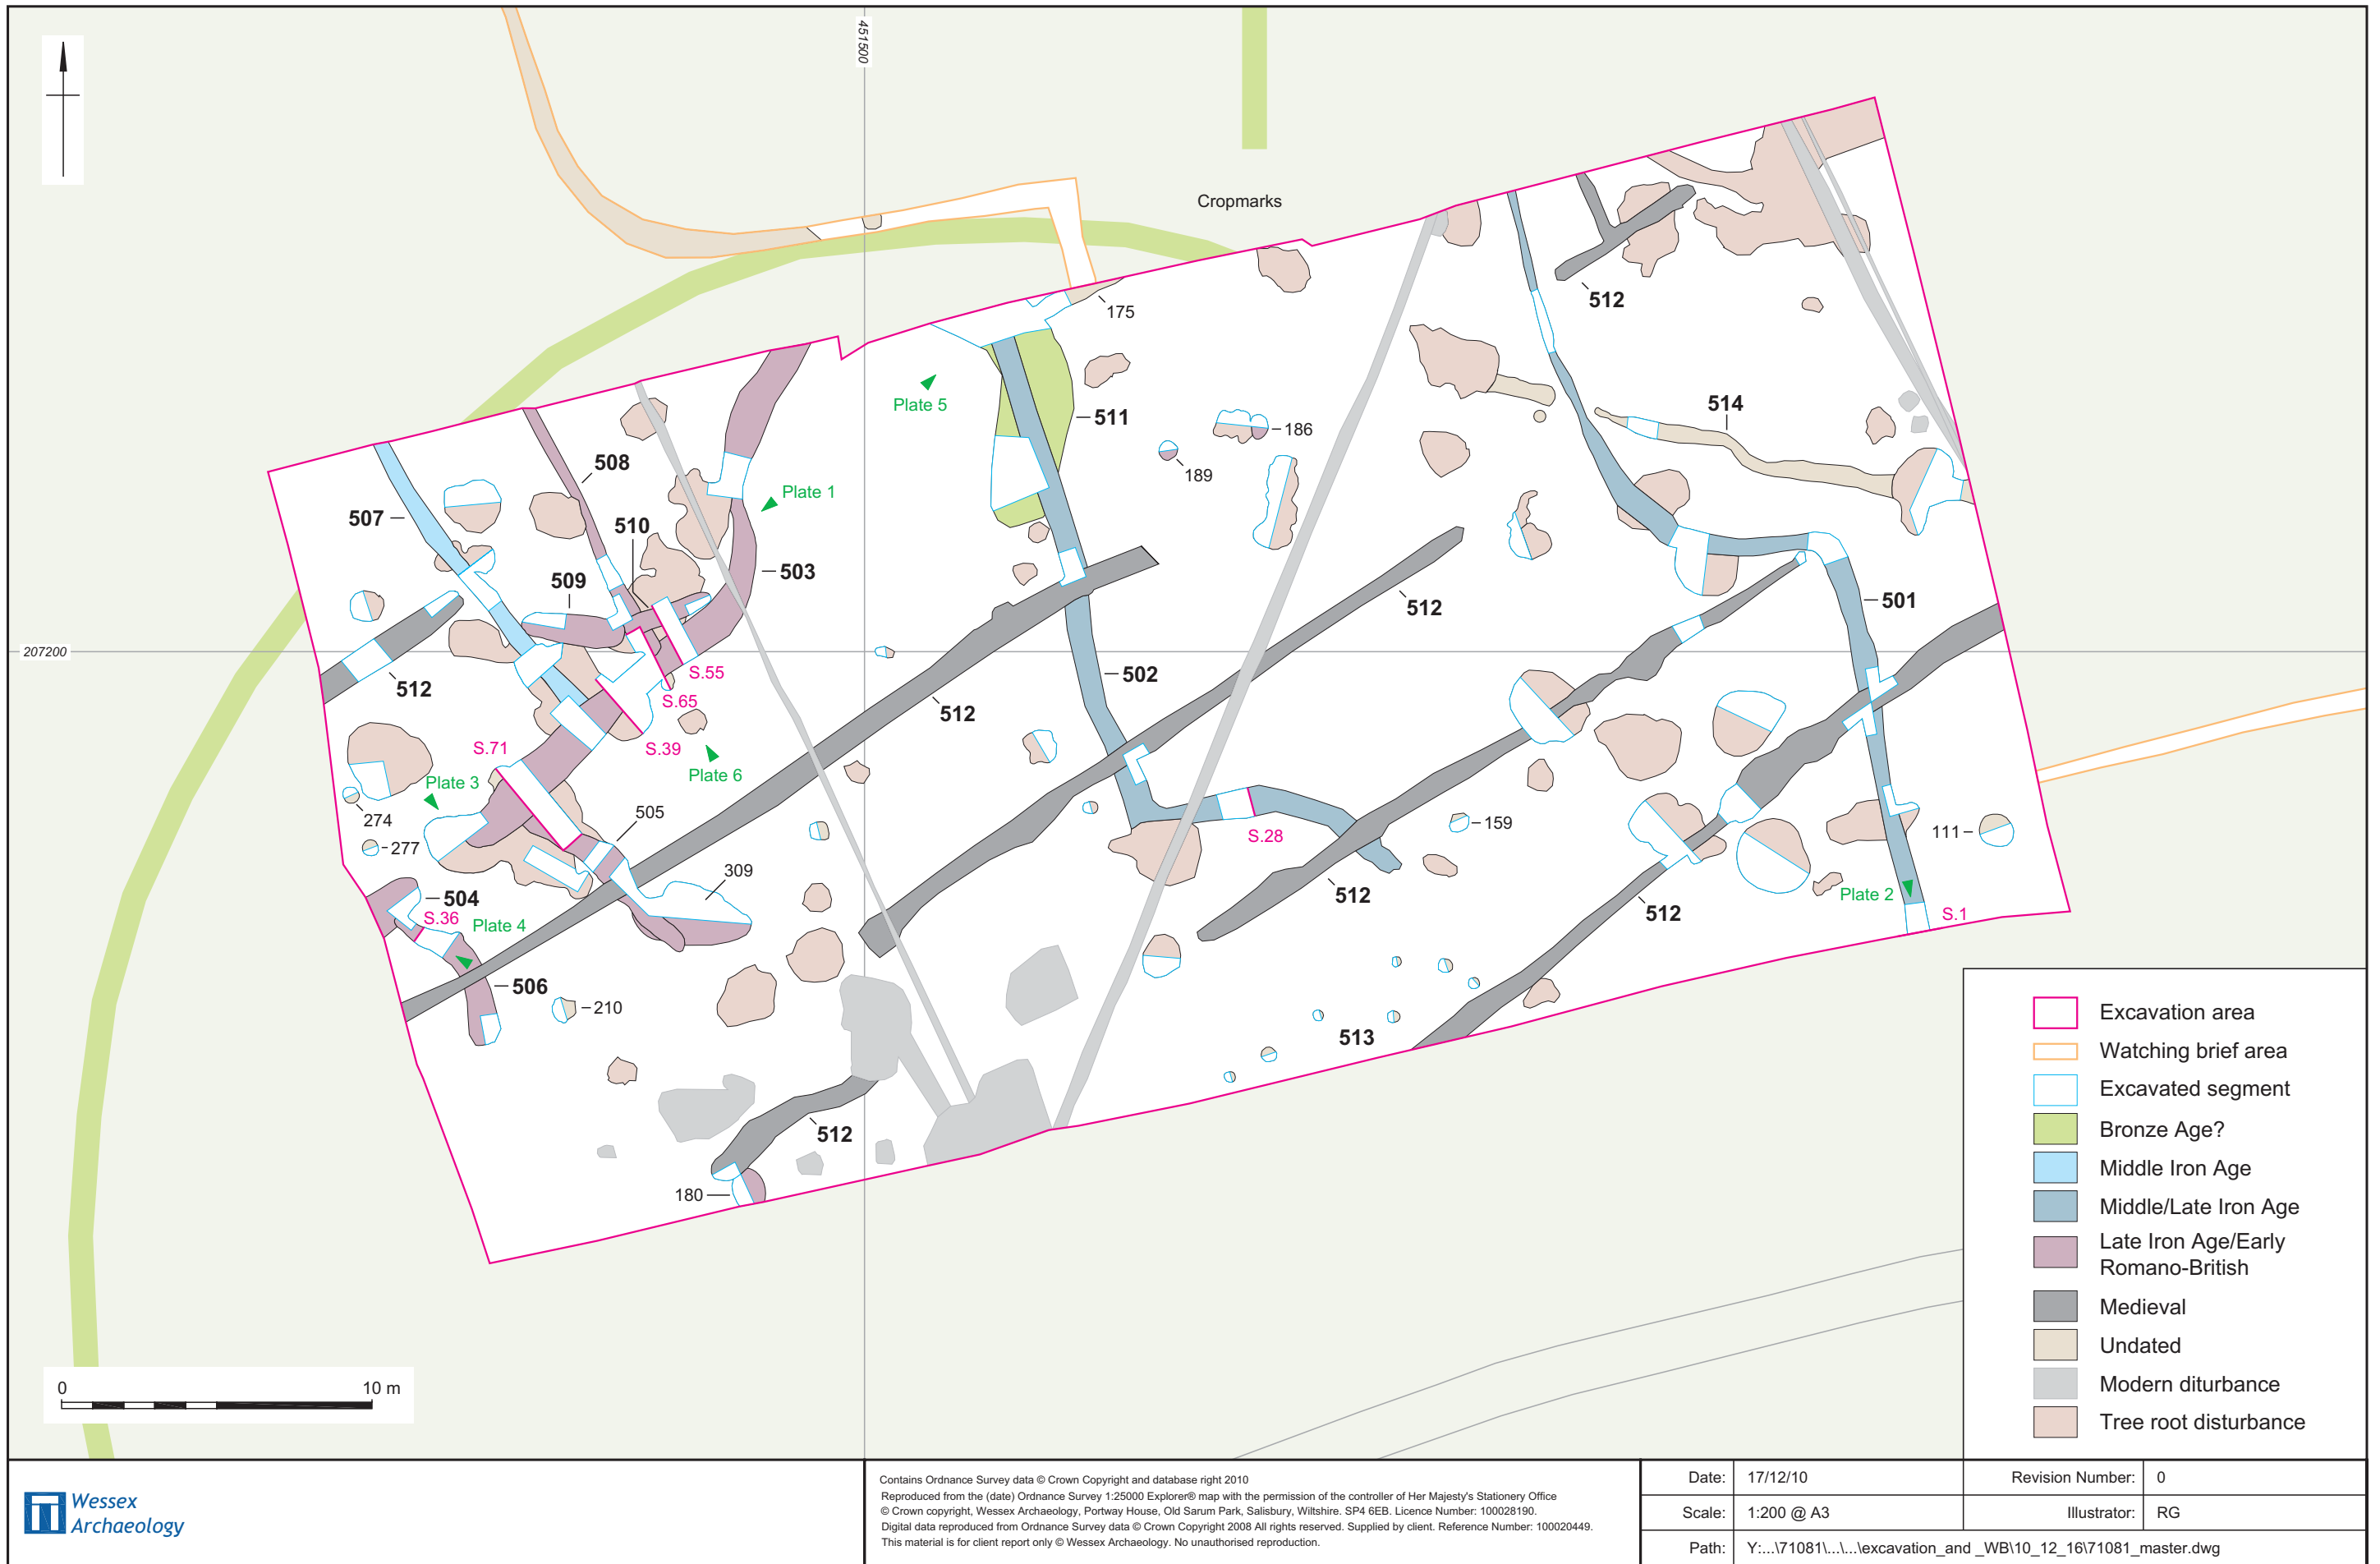 451500
Cropmarks
175
512
Plate 5
511
514
186
189
508
Plate 1
507
510
503
509
512
501
207200
512
S.55
502
S.65
512
S.71
S.39
Plate 6
Plate 3
505
274
159
S.28
111
277
309
512
Plate 2
504
S.36
Plate 4
512
S.1
506
210
513
512
180
Excavation area
Watching brief area
Excavated segment
Bronze Age?
Middle Iron Age
Middle/Late Iron Age
Late Iron Age/Early
Romano-British
Medieval
Undated
Modern diturbance
Tree root disturbance
0 10 m
Wessex
Archaeology
Contains Ordnance Survey data © Crown Copyright and database right 2010
Reproduced from the (date) Ordnance Survey 1:25000 Explorer® map with the permission of the controller of Her Majesty's Stationery Office
© Crown copyright, Wessex Archaeology, Portway House, Old Sarum Park, Salisbury, Wiltshire. SP4 6EB. Licence Number: 100028190.
Digital data reproduced from Ordnance Survey data © Crown Copyright 2008 All rights reserved. Supplied by client. Reference Number: 100020449.
This material is for client report only © Wessex Archaeology. No unauthorised reproduction.
Date: 17/12/10 Revision Number: 0
Scale: 1:200 @ A3 Illustrator: RG
Path: Y:...\71081\...\...\excavation_and _WB\10_12_16\71081_master.dwg